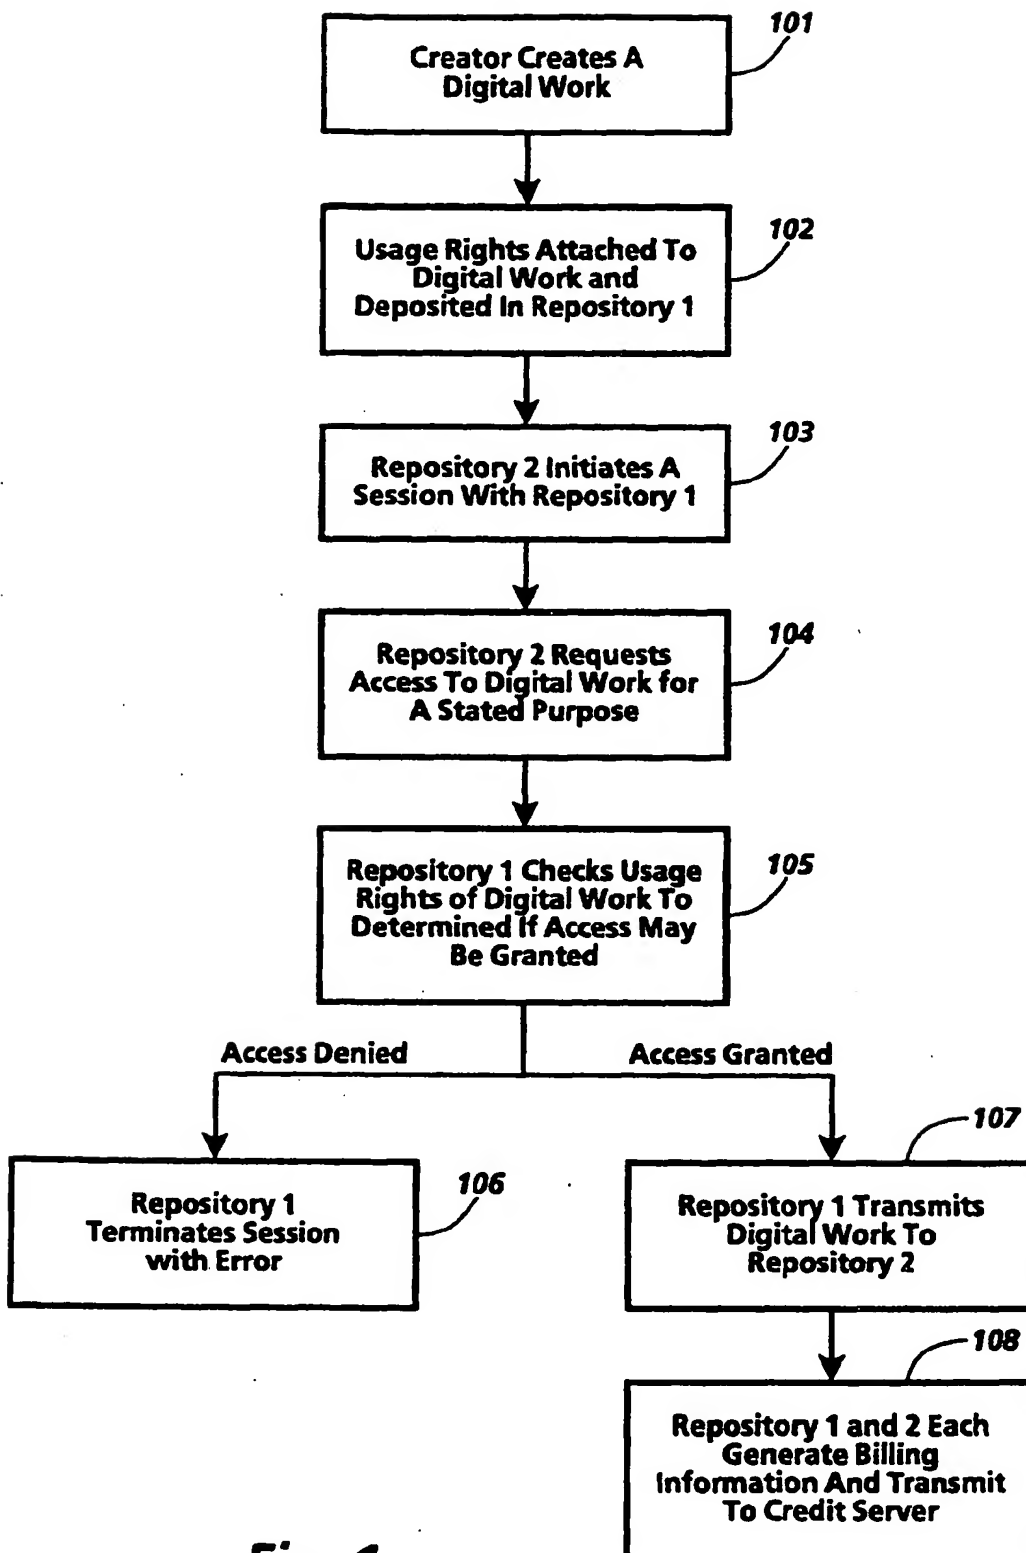 101
Creator Creates A
Digital Work
102
Usage Rights Attached To
Digital Work and
Deposited In Repository 1
103
Repository 2 Initiates A
Session With Repository 1
104
Repository 2 Requests
Access To Digital Work for
A Stated Purpose
105
Repository 1 Checks Usage
Rights of Digital Work To
Determined If Access May
Be Granted
Access Denied
Access Granted
106
Repository 1
Terminates Session
with Error
107
Repository 1 Transmits
Digital Work To
Repository 2
108
Repository 1 and 2 Each
Generate Billing
Information And Transmit
To Credit Server